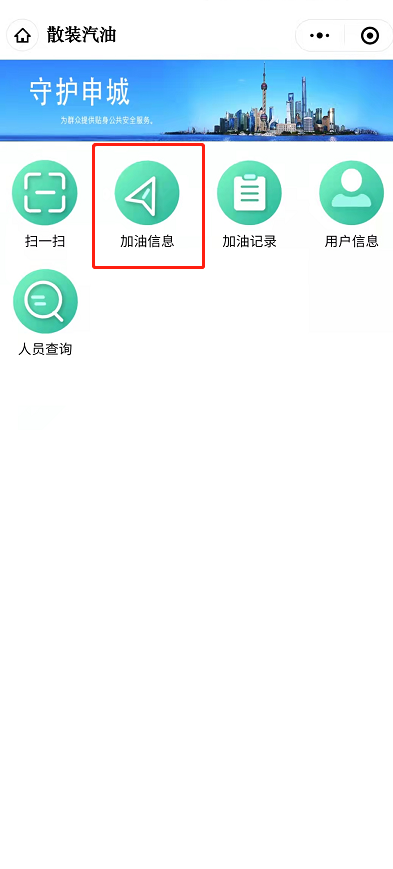 散装汽油
守护申城
为群众提供贴身公共安全服务。
扫一扫
加油信息
加油记录
用户信息
人员查询